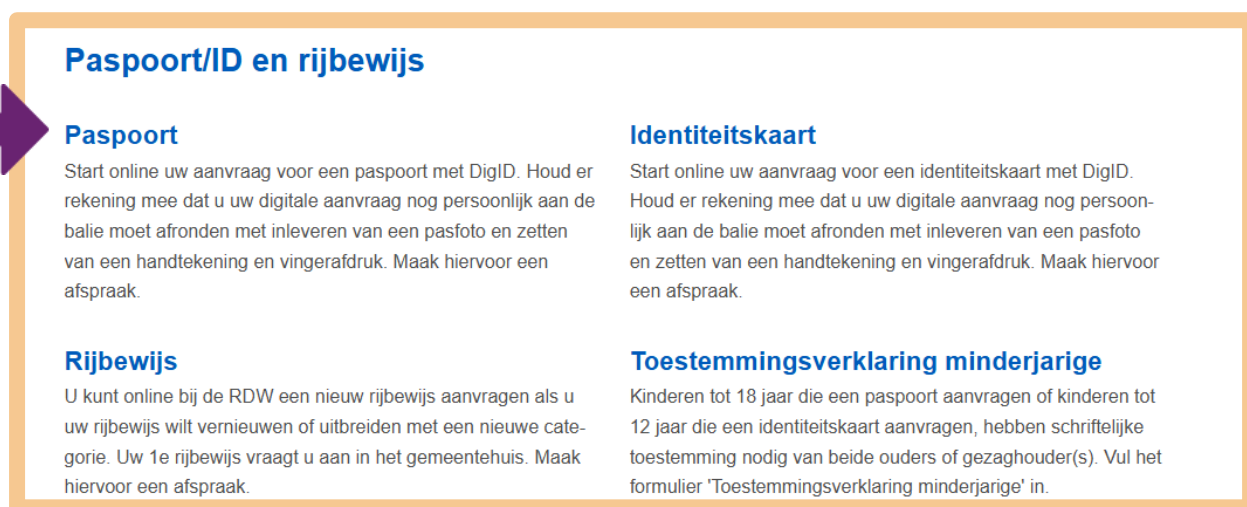 Paspoort/ID en rijbewijs
Paspoort
Start online uw aanvraag voor een paspoort met DigID. Houd er
rekening mee dat u uw digitale aanvraag nog persoonlijk aan de
balie moet afronden met inleveren van een pasfoto en zetten
van een handtekening en vingerafdruk. Maak hiervoor een
afspraak.
Identiteitskaart
Start online uw aanvraag voor een identiteitskaart met DigID.
Houd er rekening mee dat u uw digitale aanvraag nog persoon-
lijk aan de balie moet afronden met inleveren van een pasfoto
en zetten van een handtekening en vingerafdruk. Maak hiervoor
een afspraak.
Rijbewijs
U kunt online bij de RDW een nieuw rijbewijs aanvragen als u
uw rijbewijs wilt vernieuwen of uitbreiden met een nieuwe cate-
gorie. Uw 1e rijbewijs vraagt u aan in het gemeentehuis. Maak
hiervoor een afspraak.
Toestemmingsverklaring minderjarige
Kinderen tot 18 jaar die een paspoort aanvragen of kinderen tot
12 jaar die een identiteitskaart aanvragen, hebben schriftelijke
toestemming nodig van beide ouders of gezaghouder(s). Vul het
formulier 'Toestemmingsverklaring minderjarige' in.